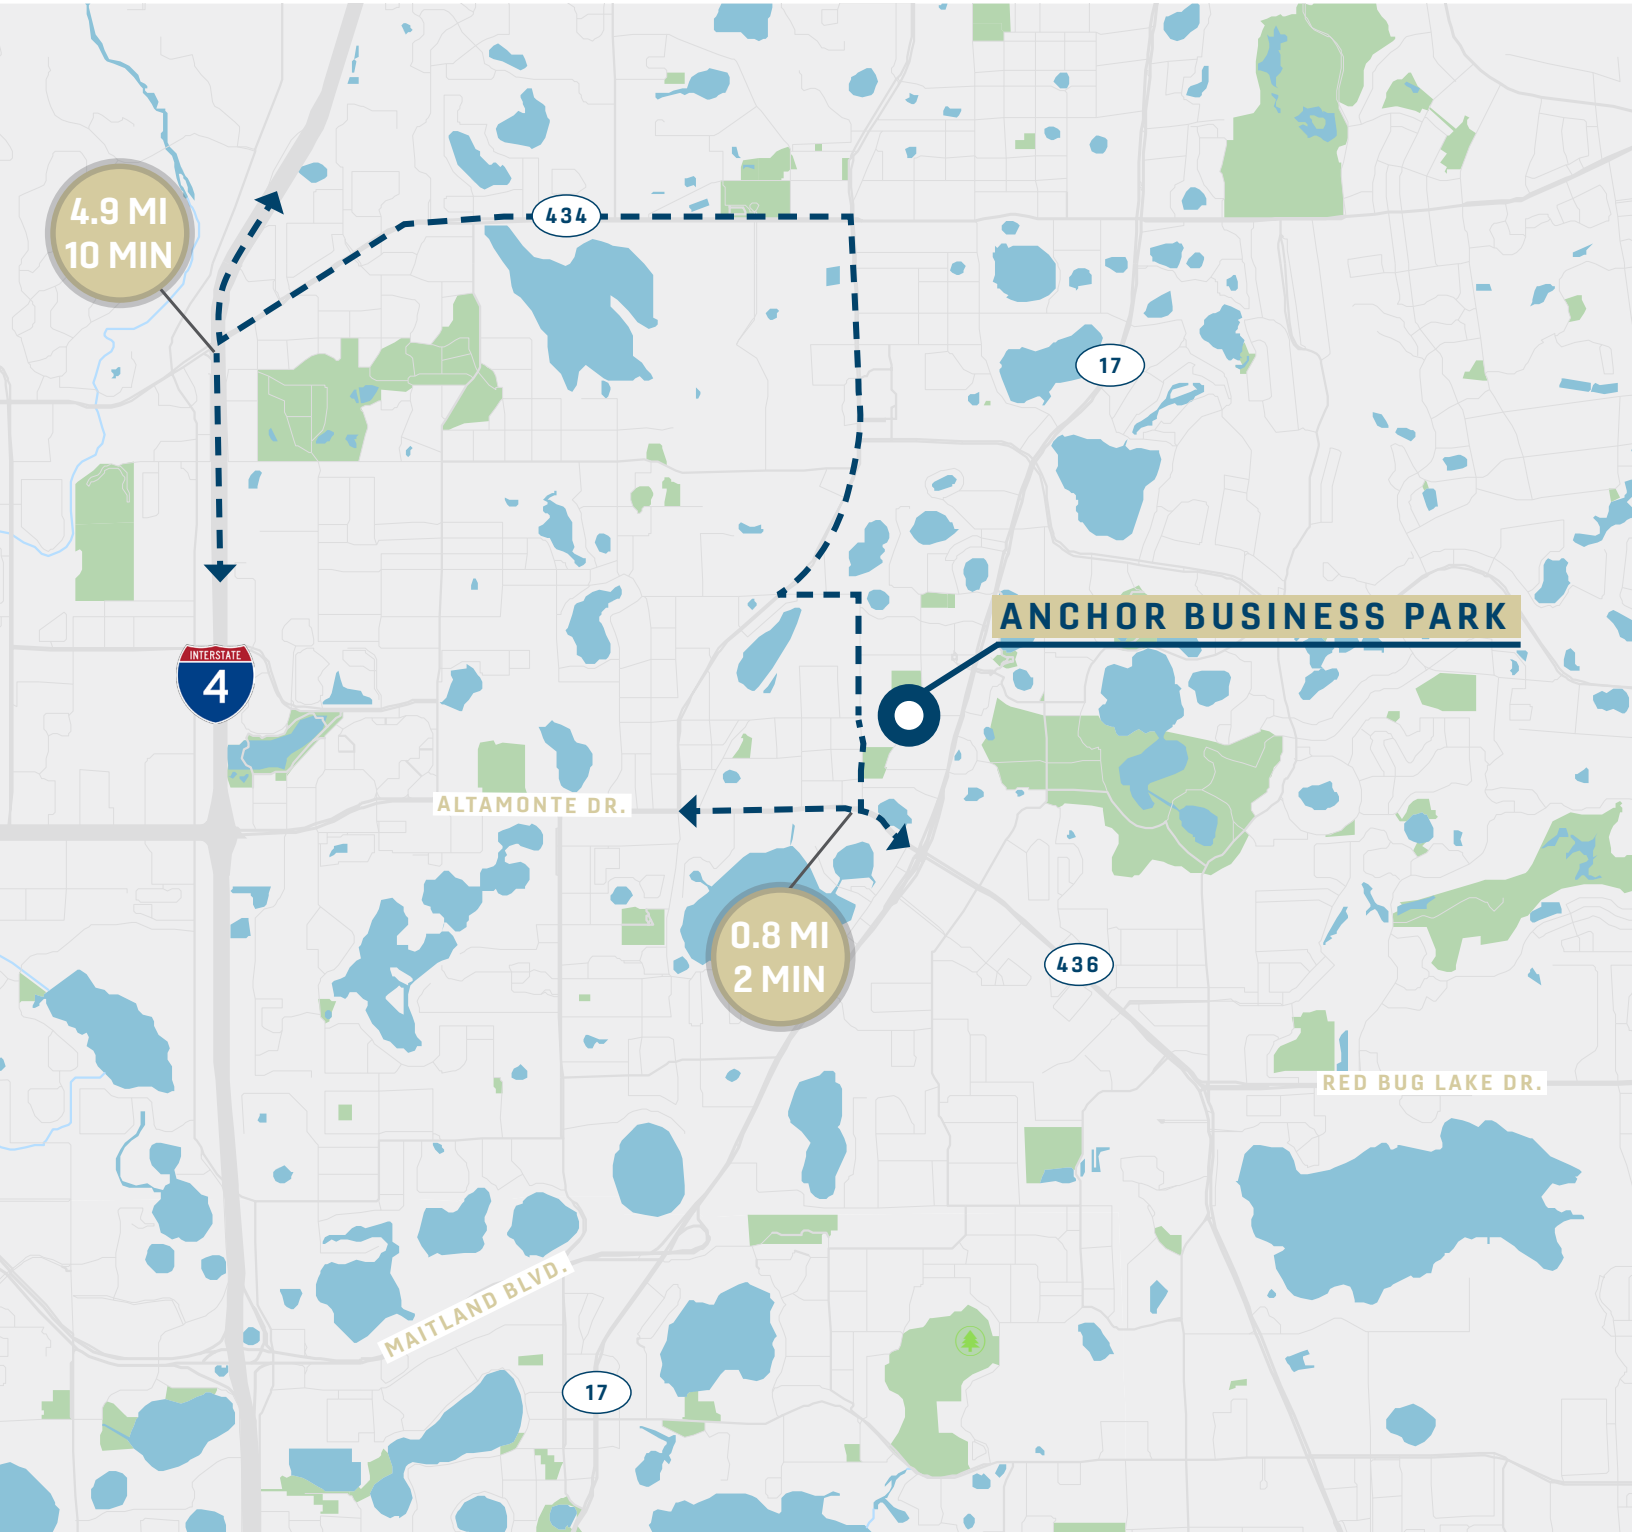 4.9 MI
10 MIN
434
17
ANCHOR BUSINESS PARK
INTERSTATE
4
ALTAMONTE DR.
0.8 MI
2 MIN
436
RED BUG LAKE DR.
MAITLAND BLVD.
17